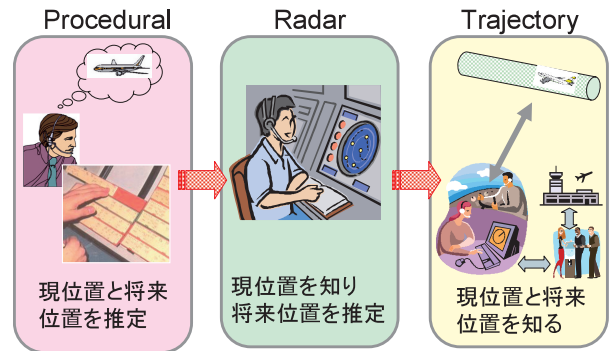 Procedural
Radar
Trajectory
現位置と将来
位置を推定
現位置を知り
将来位置を推定
現位置と将来
位置を知る